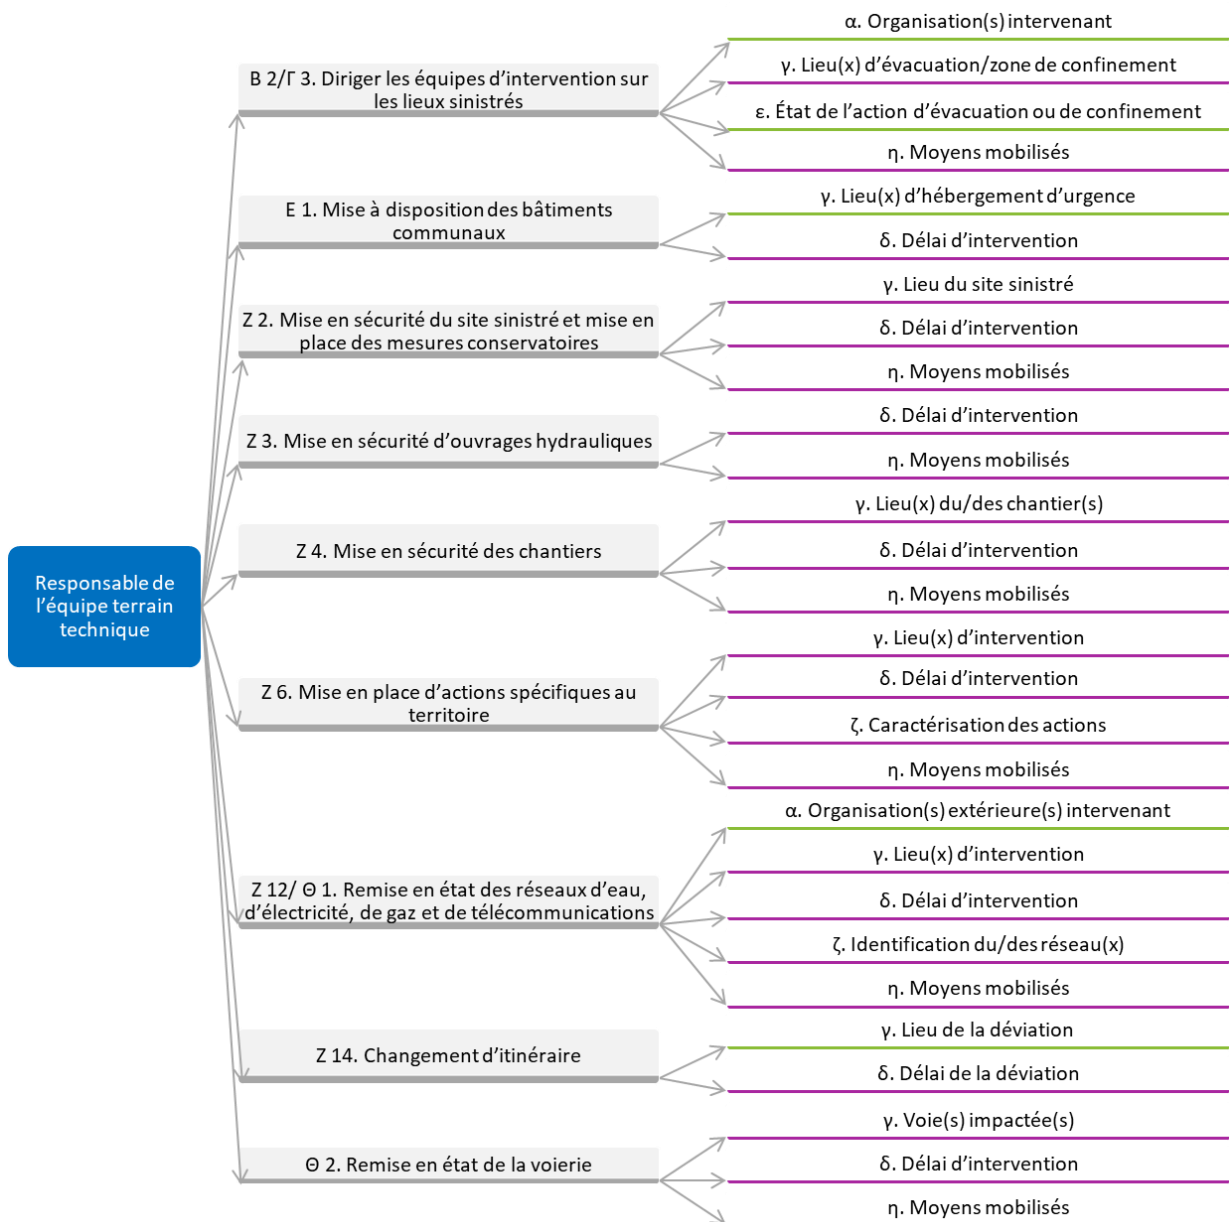 Responsable de
l’équipe terrain
technique
B 2/Γ 3. Diriger les équipes d’intervention sur
les lieux sinistrés
α. Organisation(s) intervenant
γ. Lieu(x) d’évacuation/zone de confinement
ε. État de l’action d’évacuation ou de confinement
η. Moyens mobilisés
E 1. Mise à disposition des bâtiments
communaux
γ. Lieu(x) d’hébergement d’urgence
δ. Délai d’intervention
Z 2. Mise en sécurité du site sinistré et mise en
place des mesures conservatoires
γ. Lieu du site sinistré
δ. Délai d’intervention
η. Moyens mobilisés
Z 3. Mise en sécurité d’ouvrages hydrauliques
δ. Délai d’intervention
η. Moyens mobilisés
Z 4. Mise en sécurité des chantiers
γ. Lieu(x) du/des chantier(s)
δ. Délai d’intervention
η. Moyens mobilisés
Z 6. Mise en place d’actions spécifiques au
territoire
γ. Lieu(x) d’intervention
δ. Délai d’intervention
ζ. Caractérisation des actions
η. Moyens mobilisés
Z 12/ Θ 1. Remise en état des réseaux d’eau,
d’électricité, de gaz et de télécommunications
α. Organisation(s) extérieure(s) intervenant
γ. Lieu(x) d’intervention
δ. Délai d’intervention
ζ. Identification du/des réseau(x)
η. Moyens mobilisés
Z 14. Changement d’itinéraire
γ. Lieu de la déviation
δ. Délai de la déviation
Θ 2. Remise en état de la voierie
γ. Voie(s) impactée(s)
δ. Délai d’intervention
η. Moyens mobilisés